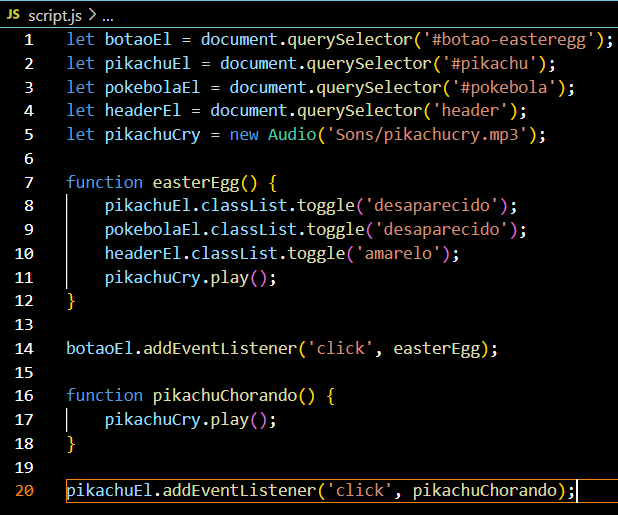 JS script.js > ...
1 let botaoEl = document.querySelector('#botao-easteregg');
2 let pikachuEl = document.querySelector('#pikachu');
3 let pokebolaEl = document.querySelector('#pokebola');
4 let headerEl = document.querySelector('header');
5 let pikachuCry = new Audio('Sons/pikachucry.mp3');
6
7 function easterEgg() {
8     pikachuEl.classList.toggle('desaparecido');
9     pokebolaEl.classList.toggle('desaparecido');
10     headerEl.classList.toggle('amarelo');
11     pikachuCry.play();
12 }
13
14 botaoEl.addEventListener('click', easterEgg);
15
16 function pikachuChorando() {
17     pikachuCry.play();
18 }
19
20 pikachuEl.addEventListener('click', pikachuChorando);